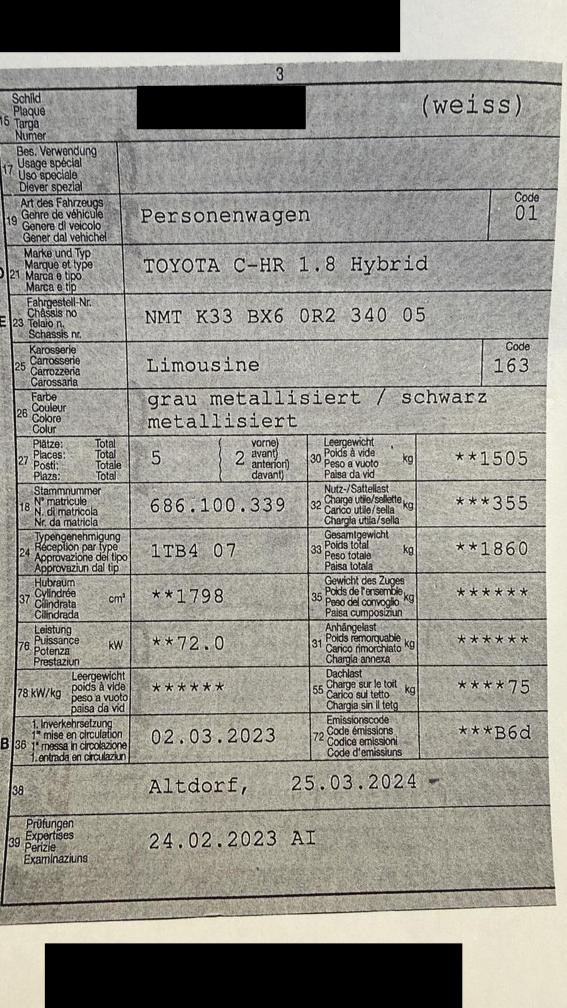 3
15 Schild
Plaque
Targa
Numer
(weiss)
17 Bes. Verwendung
Usage spécial
Uso speciale
Diever spezial
19 Art des Fahrzeugs
Genre de véhicule
Genere di veicolo
Gener dal vehichel
Personenwagen
Code
01
D 21 Marke und Typ
Marque et type
Marca e tipo
Marca e tip
TOYOTA C-HR 1.8 Hybrid
E 23 Fahrgestell-Nr.
Châssis no
Telaio n.
Schassis nr.
NMT K33 BX6 0R2 340 05
25 Karosserie
Carrosserie
Carrozzeria
Carossaria
Limousine
Code
163
26 Farbe
Couleur
Colore
Colur
grau metallisiert / schwarz
metallisiert
27 Plätze: Total
Places: Total
Posti: Totale
Plazs: Total
5
2
vorne)
avant)
anteriori)
davant)
30 Leergewicht
Poids à vide
Peso a vuoto
Paisa da vid
kg
**1505
18 Stammnummer
N° matricule
N. di matricola
Nr. da matricla
686.100.339
32 Nutz-/Sattellast
Charge utile/sellette
Carico utile/sella
Chargia utila/sella
kg
***355
24 Typengenehmigung
Réception par type
Approvazione del tipo
Approvaziun dal tip
1TB4 07
33 Gesamtgewicht
Poids total
Peso totale
Paisa totala
kg
**1860
37 Hubraum
Cylindrée
Cilindrata
Cilindrada
cm³
**1798
35 Gewicht des Zuges
Poids de l'ensemble
Peso del convoglio
Paisa cumposiziun
kg
******
76 Leistung
Puissance
Potenza
Prestaziun
kW
**72.0
31 Anhängelast
Poids remorquable
Carico rimorchiato
Chargia annexa
kg
******
78 kW/kg
Leergewicht
poids à vide
peso a vuoto
paisa da vid
******
55 Dachlast
Charge sur le toit
Carico sul tetto
Chargia sin il tetg
kg
****75
B 36 1. Inverkehrsetzung
1re mise en circulation
1a messa in circolazione
1. entrada en circulaziun
02.03.2023
72 Emissionscode
Code émissions
Codice emissioni
Code d'emissiuns
***B6d
38
Altdorf, 25.03.2024
39 Prüfungen
Expertises
Perizie
Examinaziuns
24.02.2023 AI